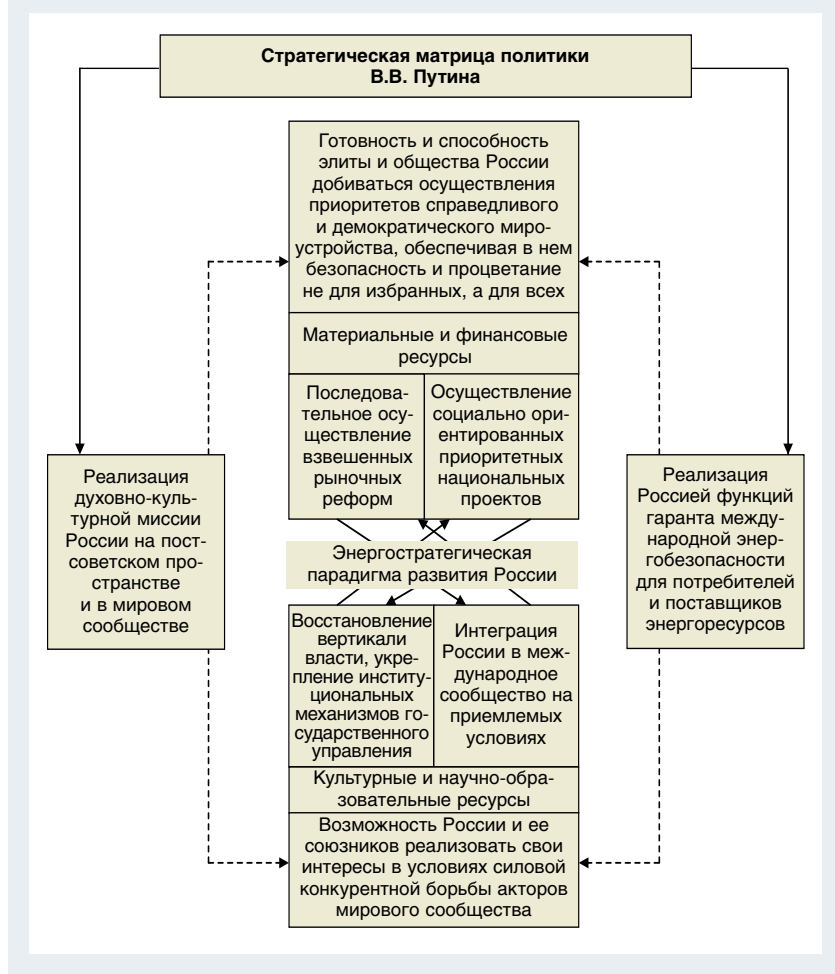 Стратегическая матрица политики
В.В. Путина
Готовность и способность
элиты и общества России
добиваться осуществления
приоритетов справедливого
и демократического миро-
устройства, обеспечивая в нем
безопасность и процветание
не для избранных, а для всех
Материальные и финансовые
ресурсы
Последова-
тельное осу-
ществление
взвешенных
рыночных
реформ
Осуществление
социально ори-
ентированных
приоритетных
национальных
проектов
Реализация
духовно-куль-
турной миссии
России на пост-
советском про-
странстве
и в мировом
сообществе
Энергостратегическая
парадигма развития России
Реализация
Россией функций
гаранта между-
народной энер-
гобезопасности
для потребителей
и поставщиков
энергоресурсов
Восстановление
вертикали
власти, укре-
пление институ-
циональных
механизмов го-
сударственного
управления
Интеграция
России в меж-
дународное
сообщество на
приемлемых
условиях
Культурные и научно-обра-
зовательные ресурсы
Возможность России и ее
союзников реализовать свои
интересы в условиях силовой
конкурентной борьбы акторов
мирового сообщества